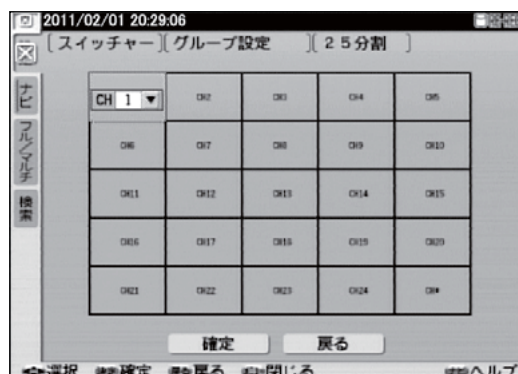 2011/02/01 20:29:06
[スイッチャー][グループ設定 ][２５分割 ]
ナビ
フル／マルチ
検索
CH 1 ▼ CH2 CH3 CH4 CH5
CH6 CH7 CH8 CH9 CH10
CH11 CH12 CH13 CH14 CH15
CH16 CH17 CH18 CH19 CH20
CH21 CH22 CH23 CH24
確定 戻る
選択 確定 戻る 閉じる ヘルプ